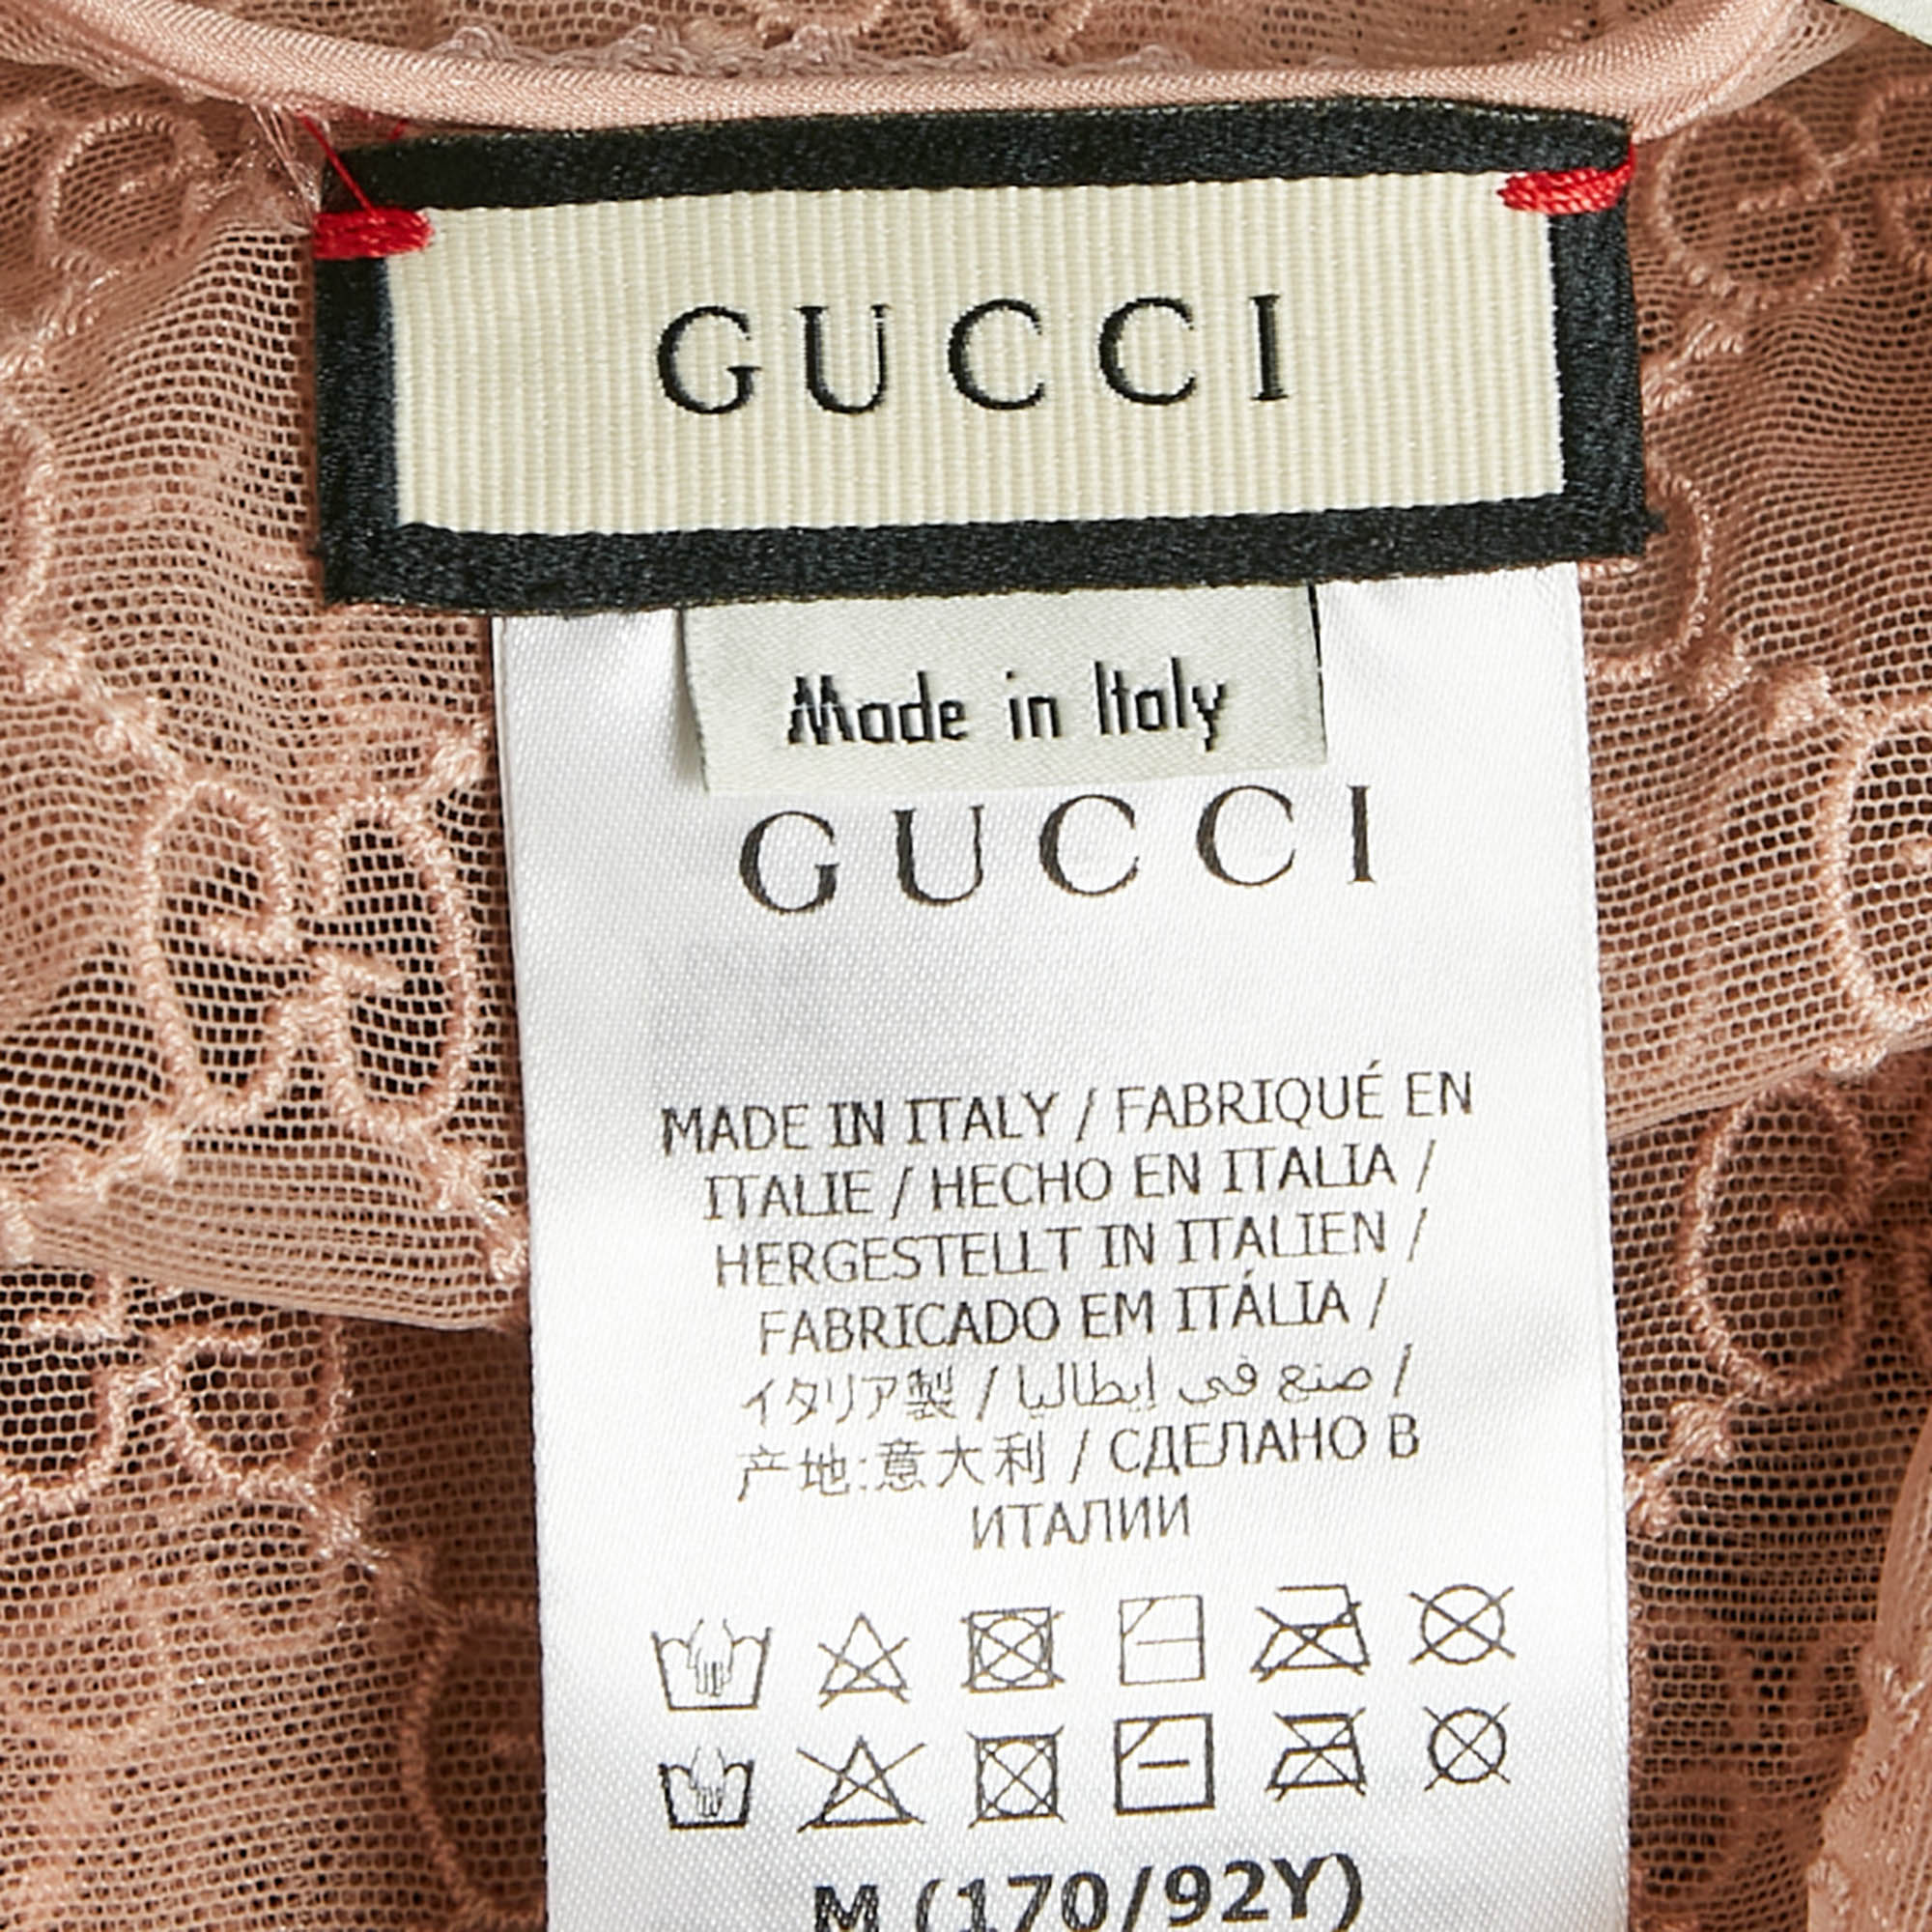 GUCCI
Made in Italy
GUCCI
MADE IN ITALY / FABRIQUÉ EN
ITALIE / HECHO EN ITALIA /
HERGESTELLT IN ITALIEN /
FABRICADO EM ITÁLIA /
イタリア製 / صنع في إيطاليا /
产地:意大利 / СДЕЛАНО В
ИТАЛИИ
M (170/92Y)